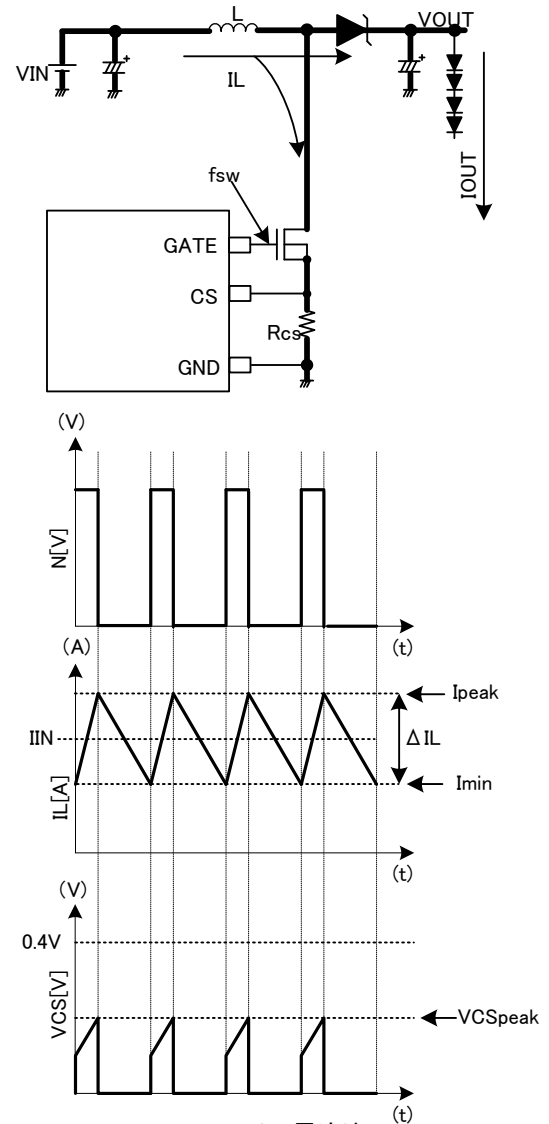 L
VOUT
VIN
+
+
IL
IOUT
fsw
GATE
CS
Rcs
GND
(V)
N[V]
(t)
(A)
Ipeak
IIN
ΔIL
IL[A]
Imin
(t)
(V)
0.4V
VCS[V]
VCSpeak
(t)